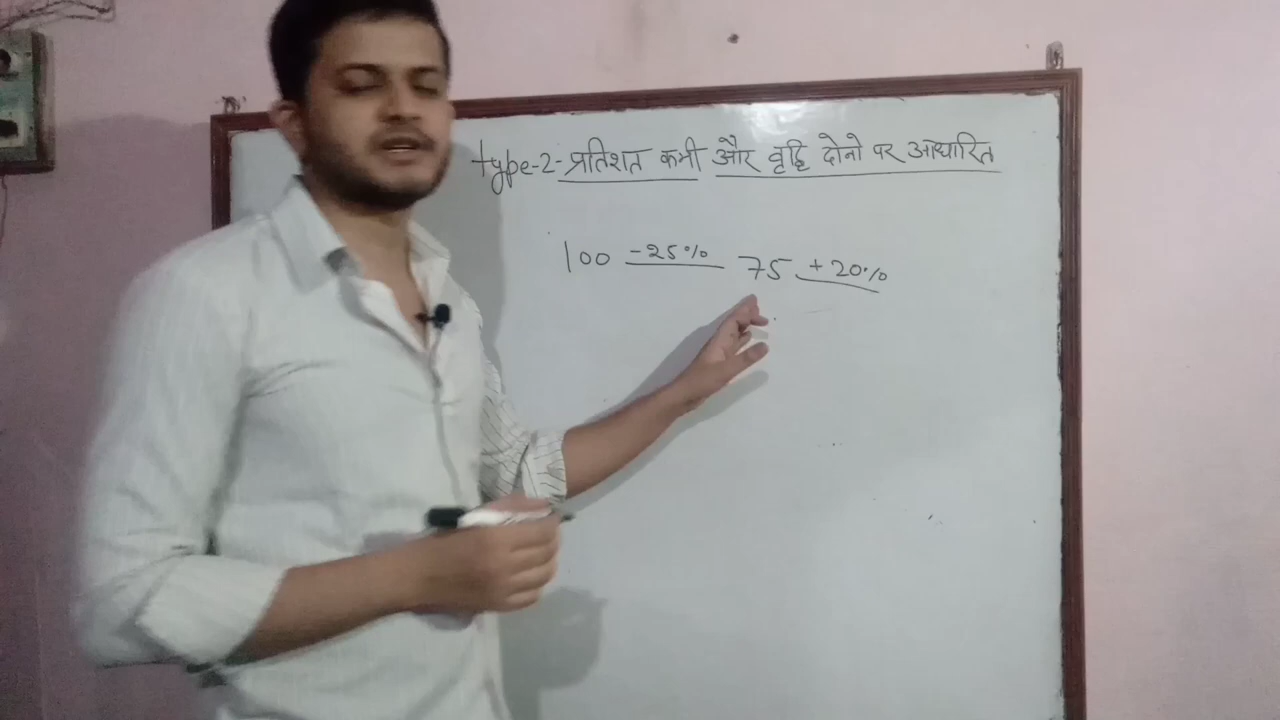 type-2- प्रतिशत कमी और वृद्धि दोनो पर आधारित
100 -25% 75 +20%